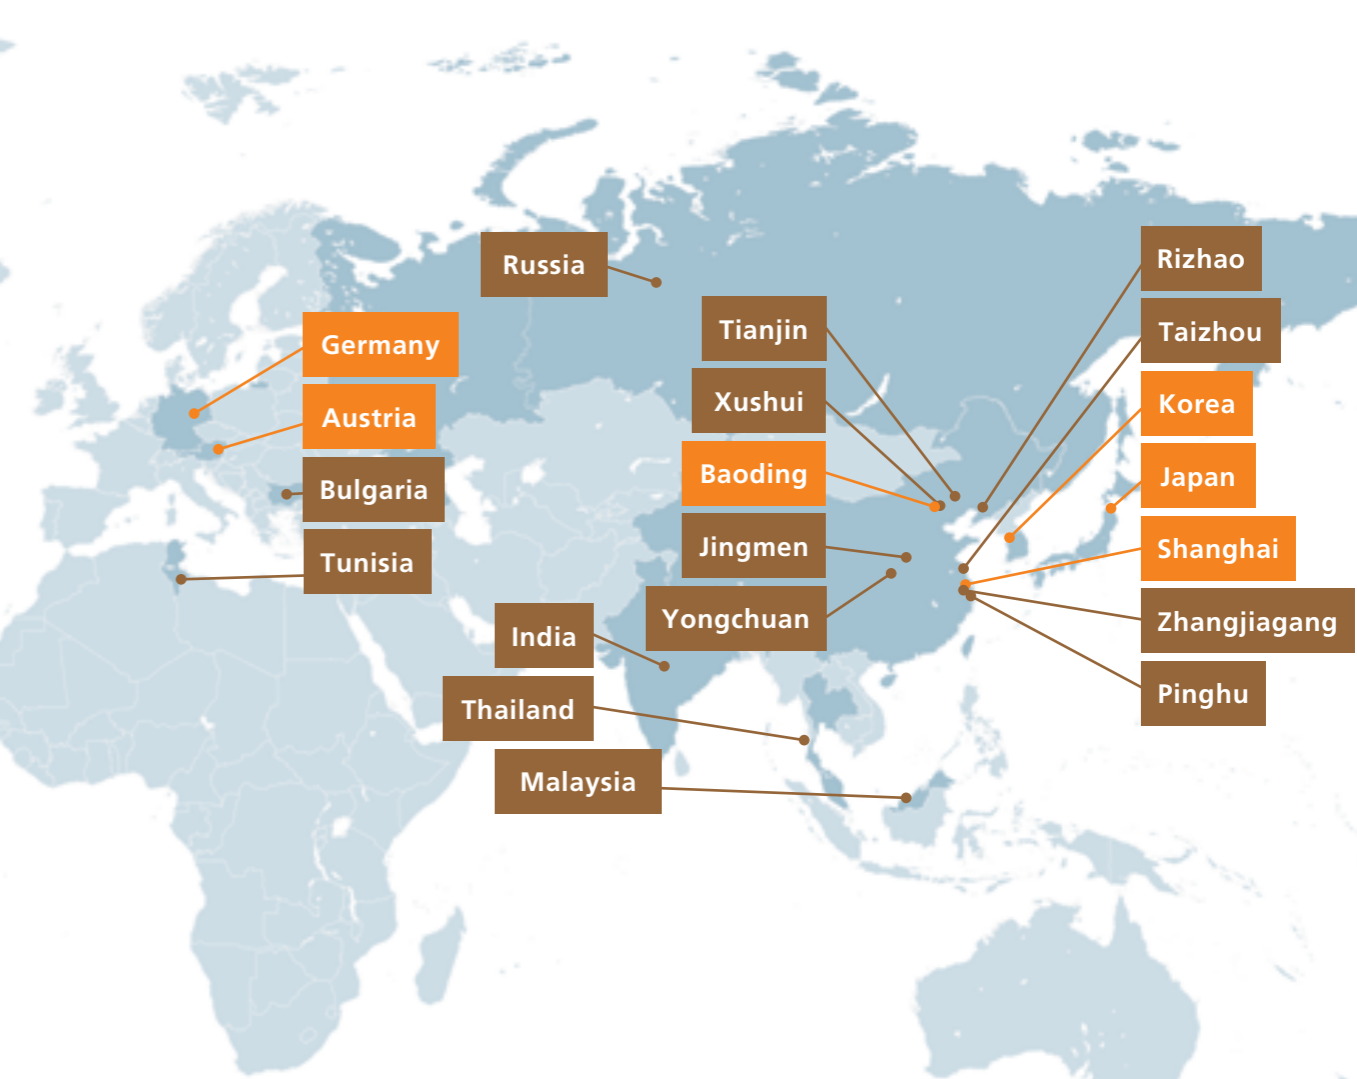 Russia
Germany
Austria
Bulgaria
Tunisia
Tianjin
Xushui
Baoding
Jingmen
Yongchuan
India
Thailand
Malaysia
Rizhao
Taizhou
Korea
Japan
Shanghai
Zhangjiagang
Pinghu